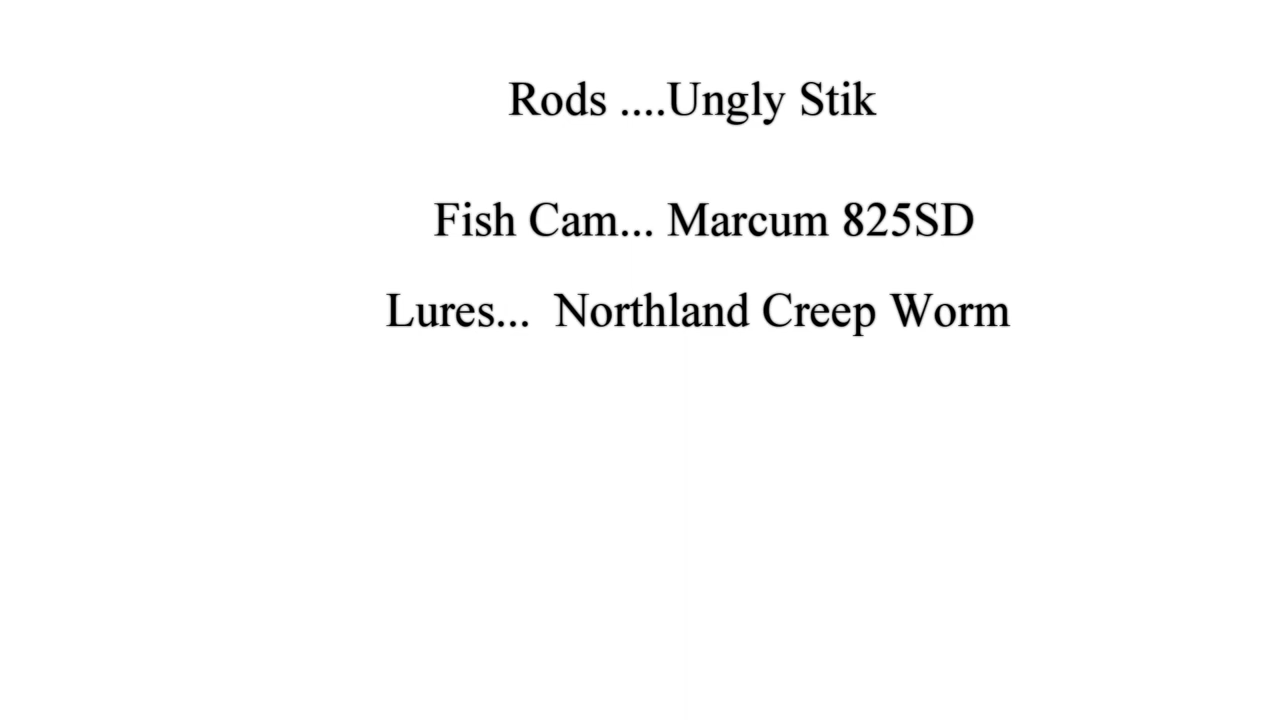 Rods ....Ungly Stik
Fish Cam... Marcum 825SD
Lures...  Northland Creep Worm